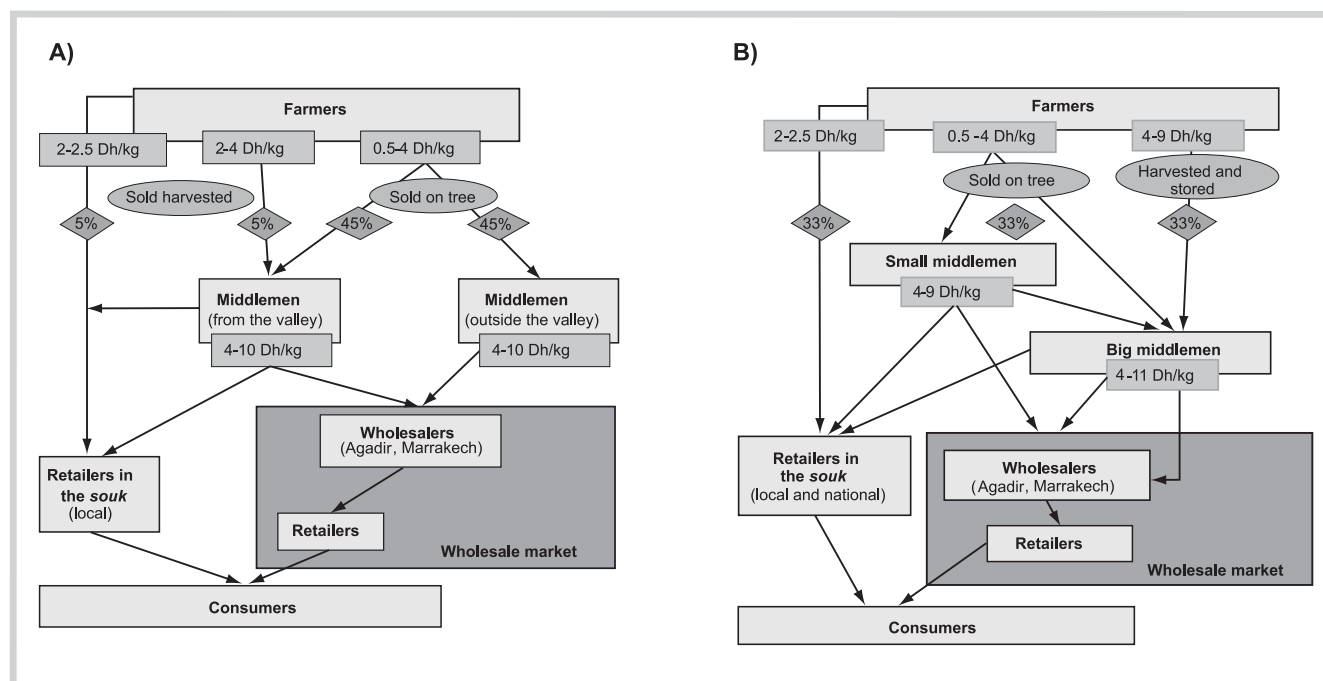 A)
Farmers
2-2.5 Dh/kg
2-4 Dh/kg
0.5-4 Dh/kg
Sold harvested
Sold on tree
5%
5%
45%
45%
Middlemen
(from the valley)
4-10 Dh/kg
Middlemen
(outside the valley)
4-10 Dh/kg
Wholesalers
(Agadir, Marrakech)
Retailers in
the souk
(local)
Retailers
Wholesale market
Consumers
B)
Farmers
2-2.5 Dh/kg
0.5 -4 Dh/kg
4-9 Dh/kg
Sold on tree
Harvested and
stored
33%
33%
33%
Small middlemen
4-9 Dh/kg
Big middlemen
4-11 Dh/kg
Retailers in
the souk
(local and national)
Wholesalers
(Agadir, Marrakech)
Retailers
Wholesale market
Consumers